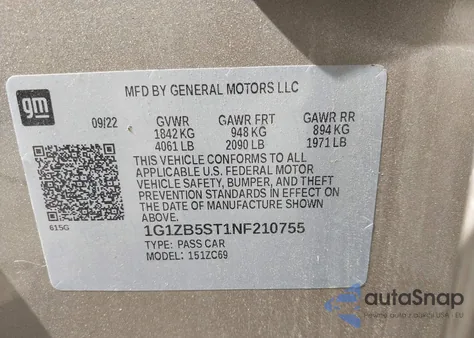 MFD BY GENERAL MOTORS LLC
gm
09/22 GVWR GAWR FRT GAWR RR
1842 KG 948 KG 894 KG
4061 LB 2090 LB 1971 LB
THIS VEHICLE CONFORMS TO ALL
APPLICABLE U.S. FEDERAL MOTOR
VEHICLE SAFETY, BUMPER, AND THEFT
PREVENTION STANDARDS IN EFFECT ON
THE DATE OF MANUFACTURE SHOWN
ABOVE.
615G
1G1ZB5ST1NF210755
TYPE: PASS CAR
MODEL: 151ZC69
autoSnap